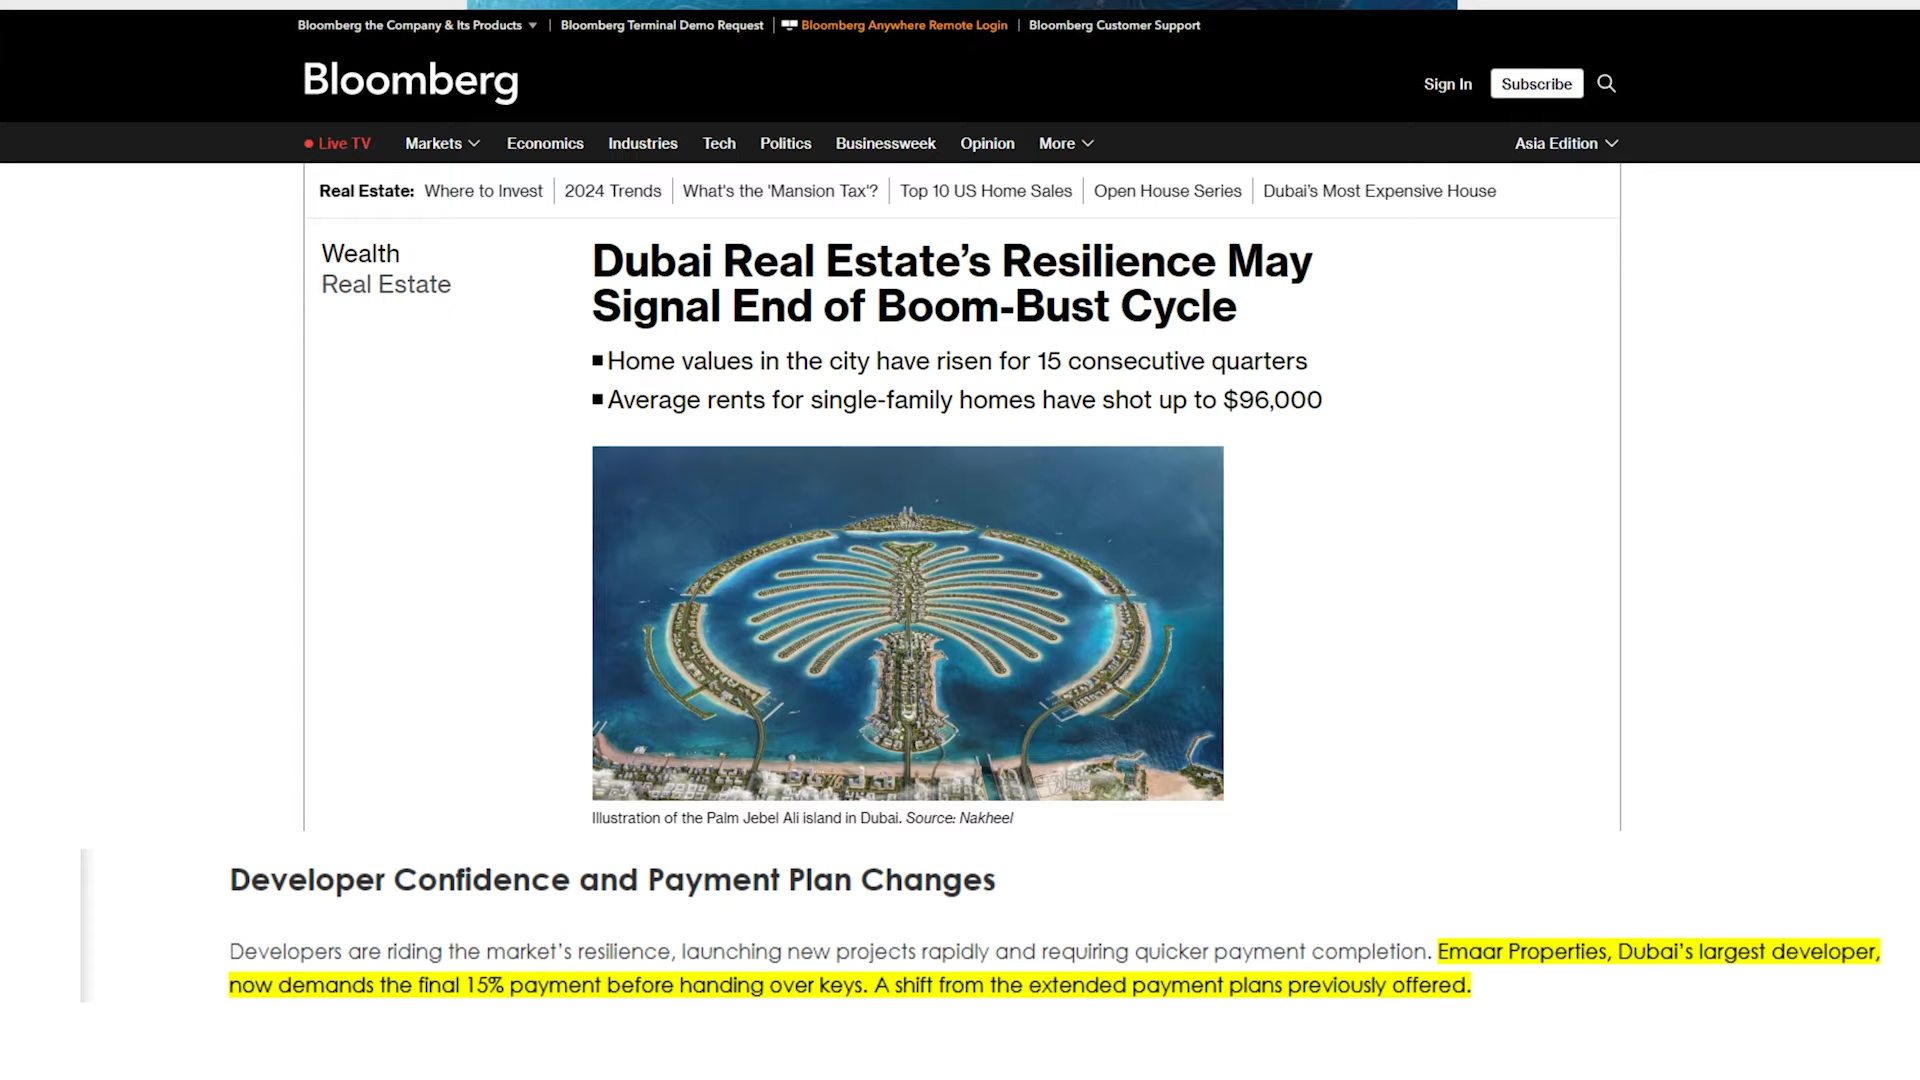 Bloomberg the Company & Its Products
Bloomberg Terminal Demo Request
Bloomberg Anywhere Remote Login
Bloomberg Customer Support
Bloomberg
Sign In
Subscribe
Live TV
Markets
Economics
Industries
Tech
Politics
Businessweek
Opinion
More
Asia Edition
Real Estate:
Where to Invest
2024 Trends
What's the 'Mansion Tax'?
Top 10 US Home Sales
Open House Series
Dubai’s Most Expensive House
Wealth
Real Estate
Dubai Real Estate’s Resilience May
Signal End of Boom-Bust Cycle
Home values in the city have risen for 15 consecutive quarters
Average rents for single-family homes have shot up to $96,000
Illustration of the Palm Jebel Ali island in Dubai. Source: Nakheel
Developer Confidence and Payment Plan Changes
Developers are riding the market’s resilience, launching new projects rapidly and requiring quicker payment completion. Emaar Properties, Dubai’s largest developer,
now demands the final 15% payment before handing over keys. A shift from the extended payment plans previously offered.